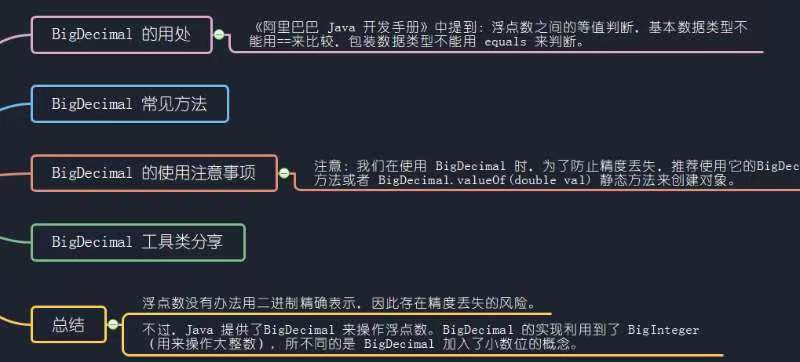 BigDecimal 的用处
《阿里巴巴 Java 开发手册》中提到：浮点数之间的等值判断，基本数据类型不
能用==来比较，包装数据类型不能用 equals 来判断。
BigDecimal 常见方法
BigDecimal 的使用注意事项
注意：我们在使用 BigDecimal 时，为了防止精度丢失，推荐使用它的BigDec
方法或者 BigDecimal.valueOf(double val) 静态方法来创建对象。
BigDecimal 工具类分享
总结
浮点数没有办法用二进制精确表示，因此存在精度丢失的风险。
不过，Java 提供了BigDecimal 来操作浮点数。BigDecimal 的实现利用到了 BigInteger
（用来操作大整数），所不同的是 BigDecimal 加入了小数位的概念。